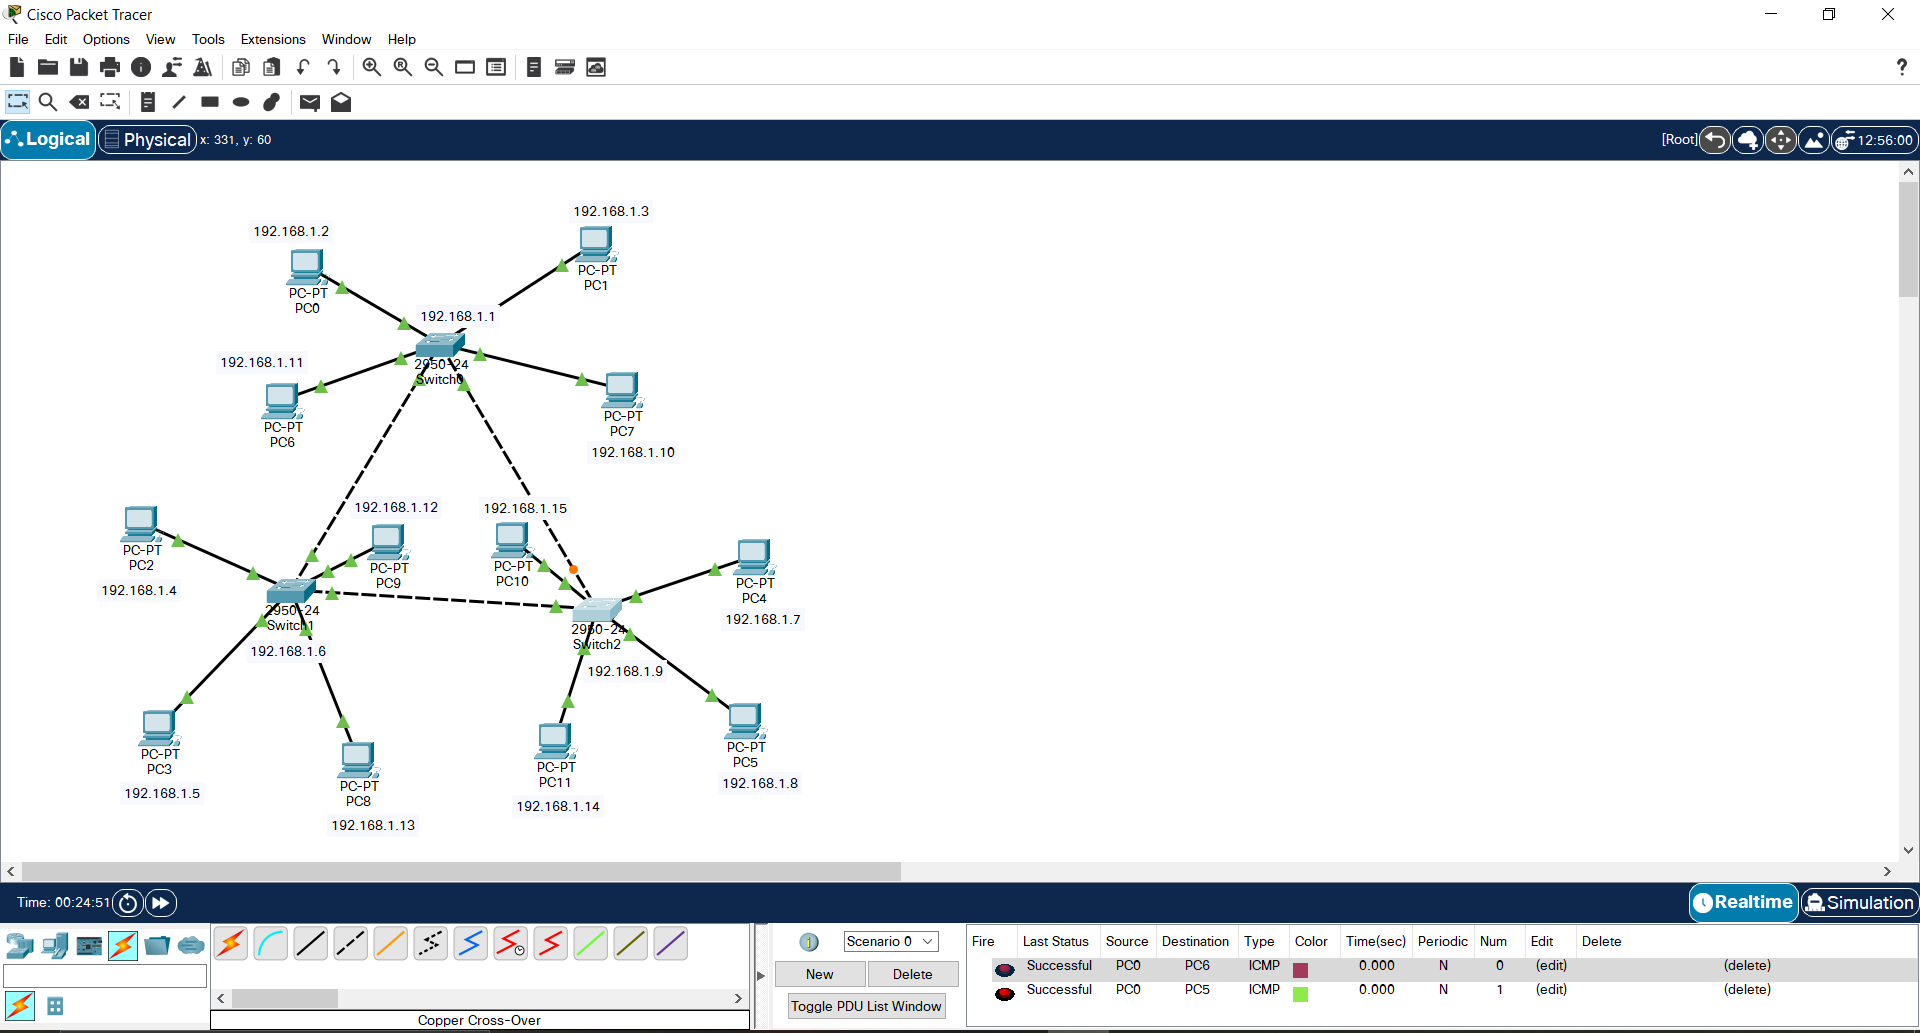 Cisco Packet Tracer
File Edit Options View Tools Extensions Window Help
?
Logical Physical x: 331, y: 60 [Root] 12:56:00
192.168.1.3
192.168.1.2
PC-PT
PC1
PC-PT
PC0
192.168.1.1
192.168.1.11
2950-24
Switch0
PC-PT
PC7
PC-PT
PC6
192.168.1.10
192.168.1.12
192.168.1.15
PC-PT
PC2
PC-PT
PC9
PC-PT
PC10
PC-PT
PC4
192.168.1.4
2950-24
Switch1
192.168.1.7
2950-24
Switch2
192.168.1.6
192.168.1.9
PC-PT
PC3
PC-PT
PC5
PC-PT
PC11
192.168.1.8
192.168.1.5
PC-PT
PC8
192.168.1.14
192.168.1.13
Time: 00:24:51 Realtime Simulation
Scenario 0
New Delete
Toggle PDU List Window
Copper Cross-Over
Fire Last Status Source Destination Type Color Time(sec) Periodic Num Edit Delete
Successful PC0 PC6 ICMP 0.000 N 0 (edit) (delete)
Successful PC0 PC5 ICMP 0.000 N 1 (edit) (delete)